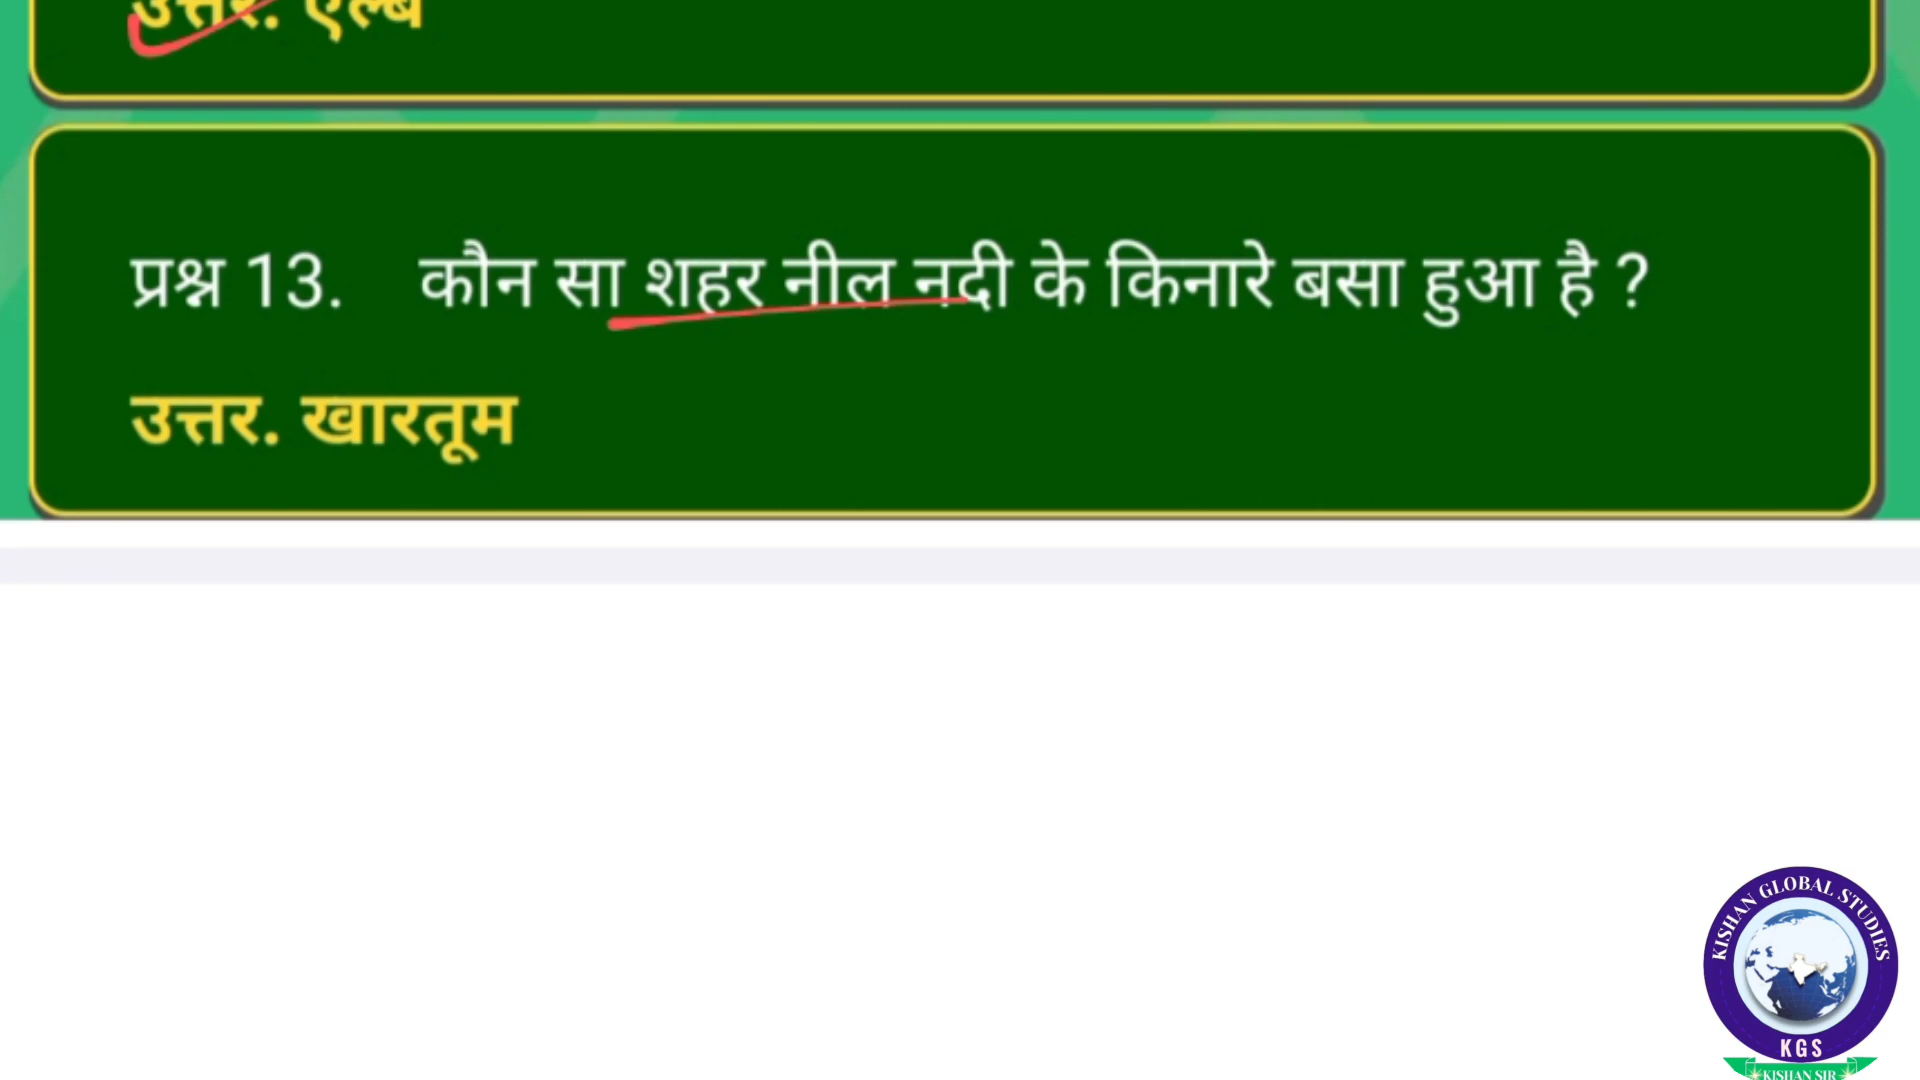 उत्तर. एल्ब
प्रश्न 13. कौन सा शहर नील नदी के किनारे बसा हुआ है ?
उत्तर. खारतूम
KISHAN GLOBAL STUDIES
KGS
KISHAN SIR